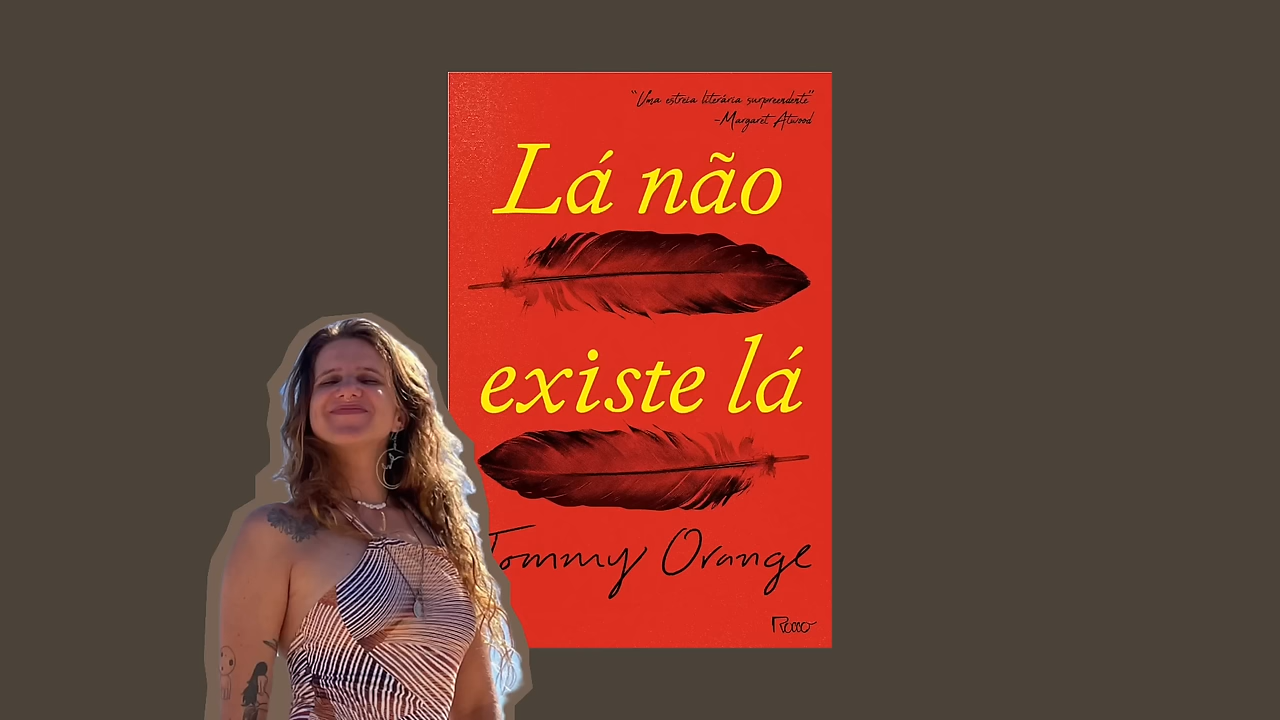 "Uma estreia literária surpreendente"
-Margaret Atwood
Lá não
existe lá
Tommy Orange
Rocco